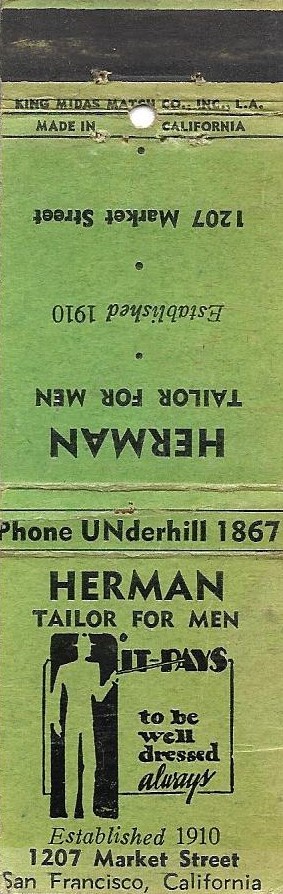 KING MIDAS MATCH CO., INC., L.A.
MADE IN CALIFORNIA
HERMAN
TAILOR FOR MEN
•
Established 1910
•
1207 Market Street
•
Phone UNderhill 1867
HERMAN
TAILOR FOR MEN
IT PAYS
to be
well
dressed
always
Established 1910
1207 Market Street
San Francisco, California